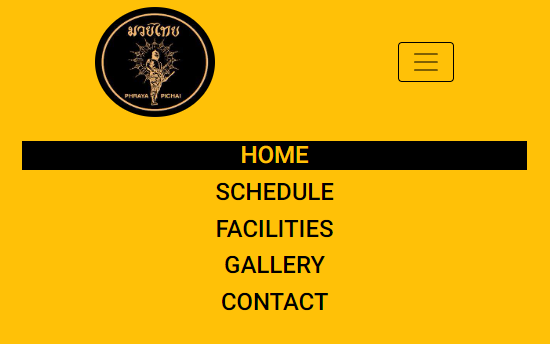 มวยไทย
PHRAYA PICHAI
HOME
SCHEDULE
FACILITIES
GALLERY
CONTACT